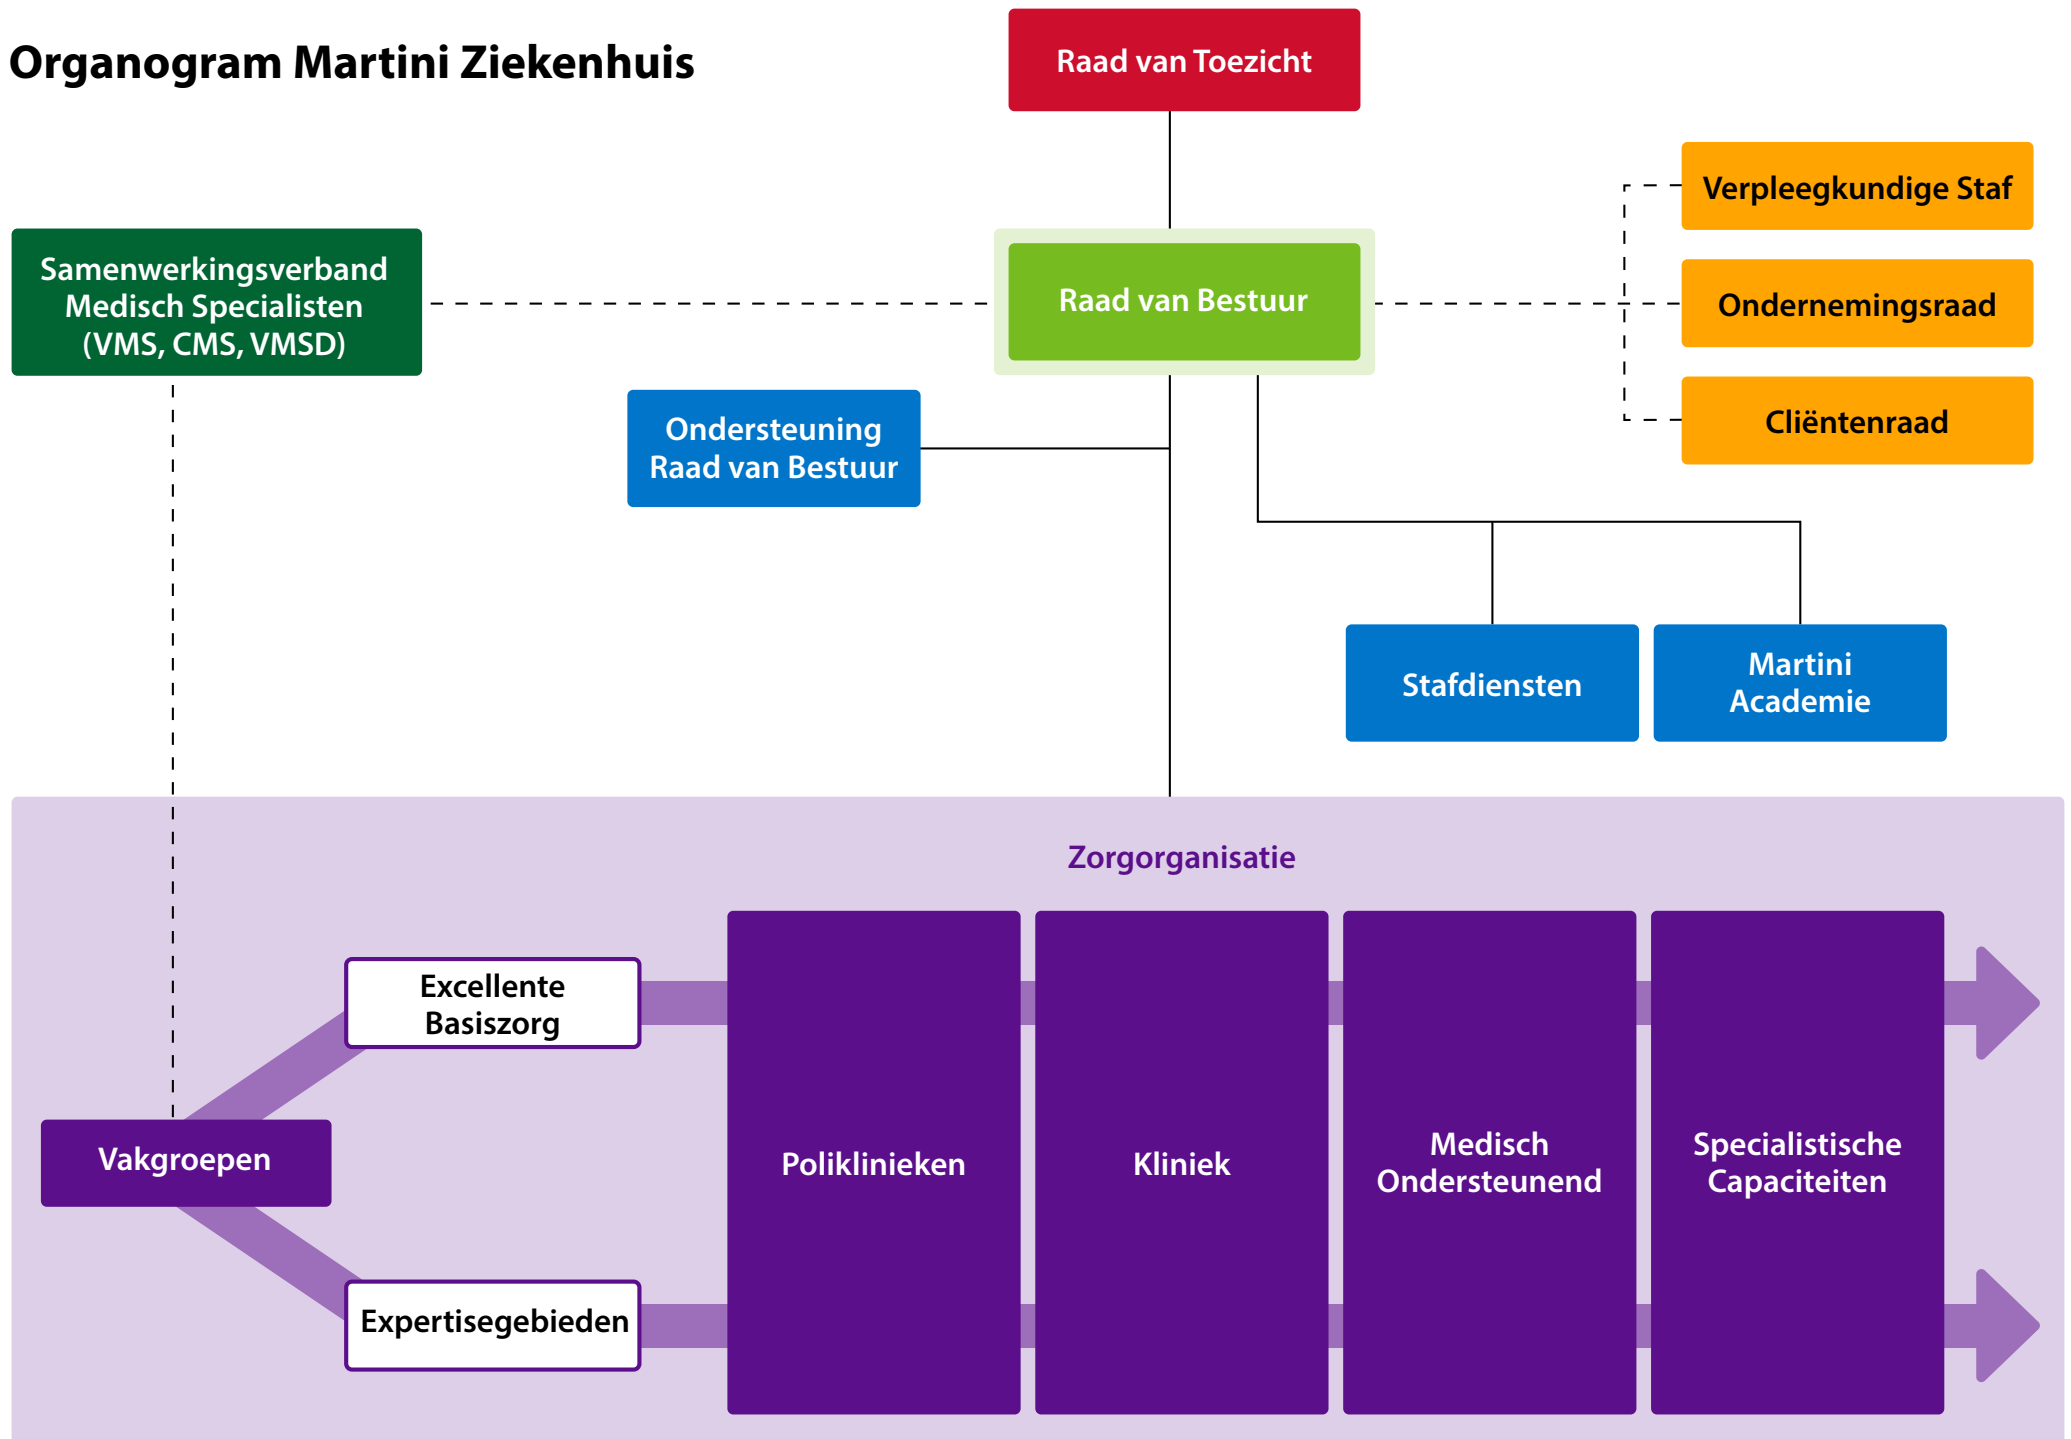 Organogram Martini Ziekenhuis
Raad van Toezicht
Verpleegkundige Staf
Samenwerkingsverband
Medisch Specialisten
(VMS, CMS, VMSD)
Raad van Bestuur
Ondernemingsraad
Cliëntenraad
Ondersteuning
Raad van Bestuur
Stafdiensten
Martini
Academie
Zorgorganisatie
Excellente
Basiszorg
Vakgroepen
Expertisegebieden
Poliklinieken
Kliniek
Medisch
Ondersteunend
Specialistische
Capaciteiten